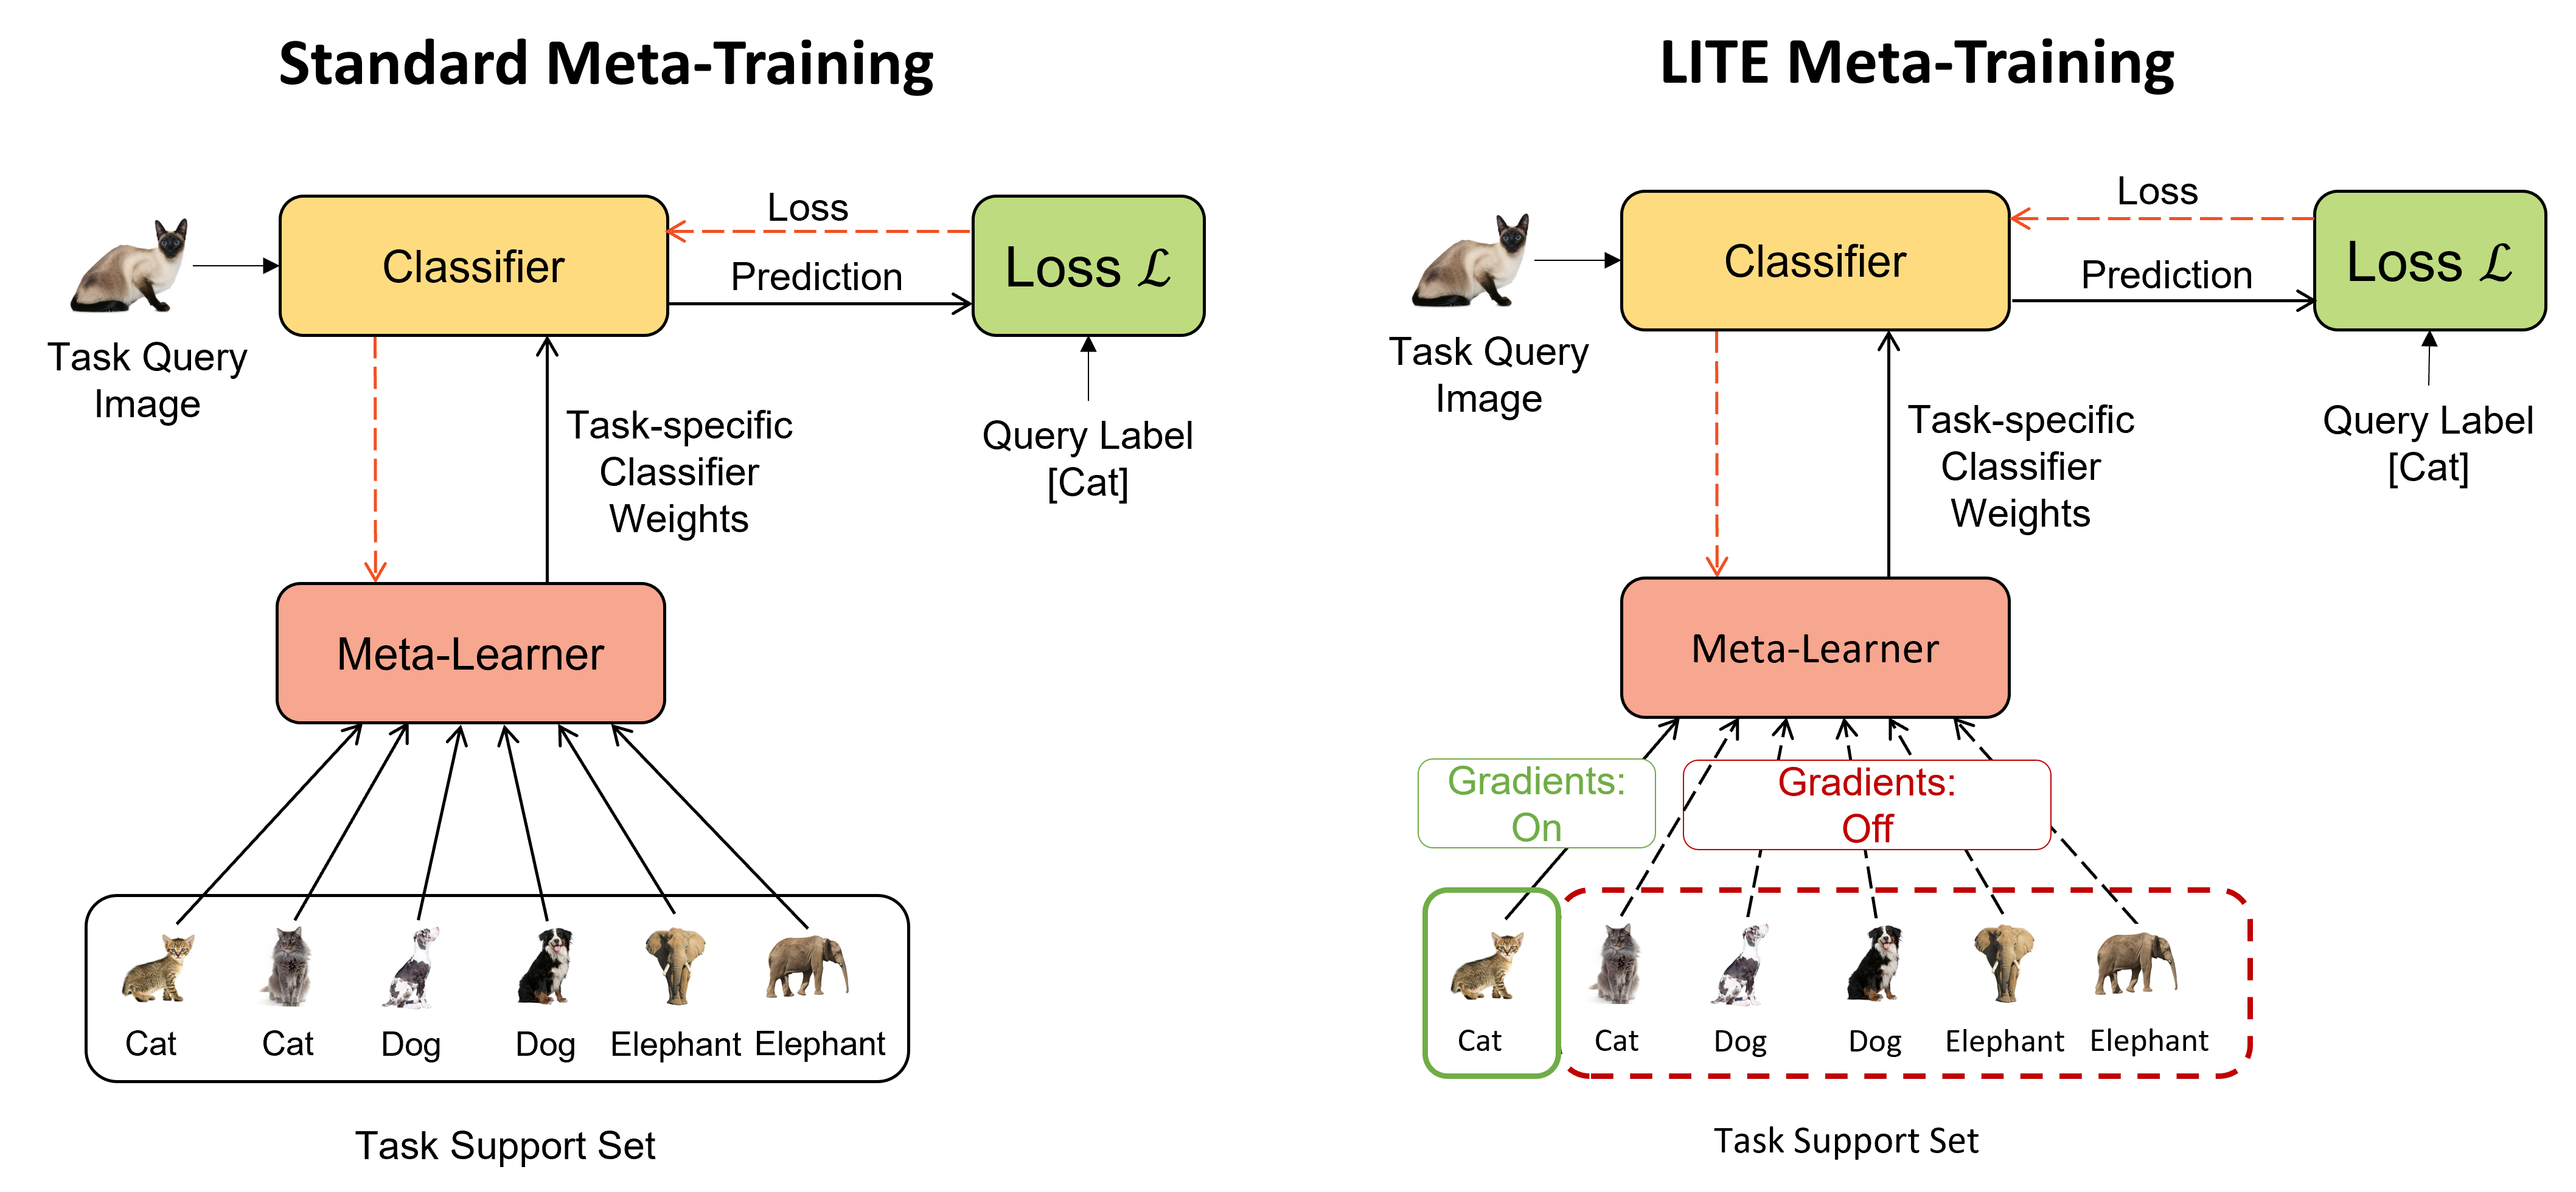 Standard Meta-Training
Loss
Classifier
Loss ℒ
Prediction
Task Query
Image
Task-specific
Classifier
Weights
Query Label
[Cat]
Meta-Learner
Cat
Cat
Dog
Dog
Elephant
Elephant
Task Support Set
LITE Meta-Training
Loss
Classifier
Loss ℒ
Prediction
Task Query
Image
Task-specific
Classifier
Weights
Query Label
[Cat]
Meta-Learner
Gradients:
On
Gradients:
Off
Cat
Cat
Dog
Dog
Elephant
Elephant
Task Support Set